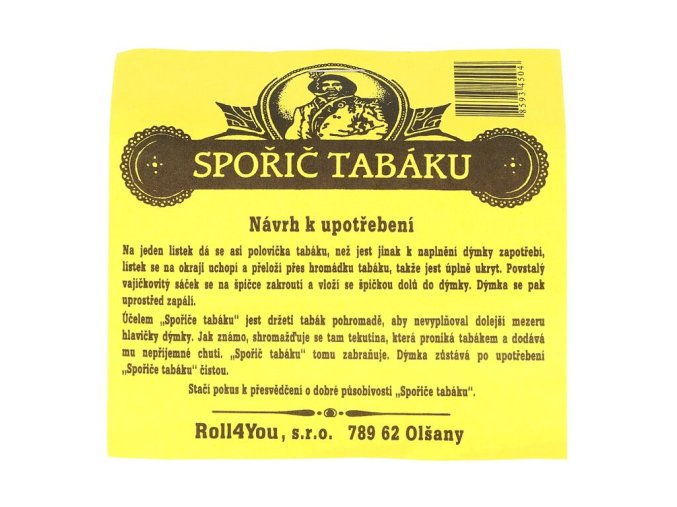 8593 4504
SPOŘIČ TABÁKU
Návrh k upotřebení
Na jeden lístek dá se asi polovička tabáku, než jest jinak k naplnění dýmky zapotřebí,
lístek se na okraji uchopí a přeloží přes hromádku tabáku, takže jest úplně ukryt. Povstalý
vajíčkovitý sáček se na špičce zakroutí a vloží se špičkou dolů do dýmky. Dýmka se pak
uprostřed zapálí.
Účelem „Spořiče tabáku" jest držeti tabák pohromadě, aby nevyplňoval dolejší mezeru
hlavičky dýmky. Jak známo, shromažďuje se tam tekutina, která proniká tabákem a dodává
mu nepříjemné chuti. „Spořič tabáku" tomu zabraňuje. Dýmka zůstává po upotřebení
„Spořiče tabáku" čistou.
Stačí pokus k přesvědčení o dobré působivosti „Spořiče tabáku".
Roll4You, s.r.o. 789 62 Olšany